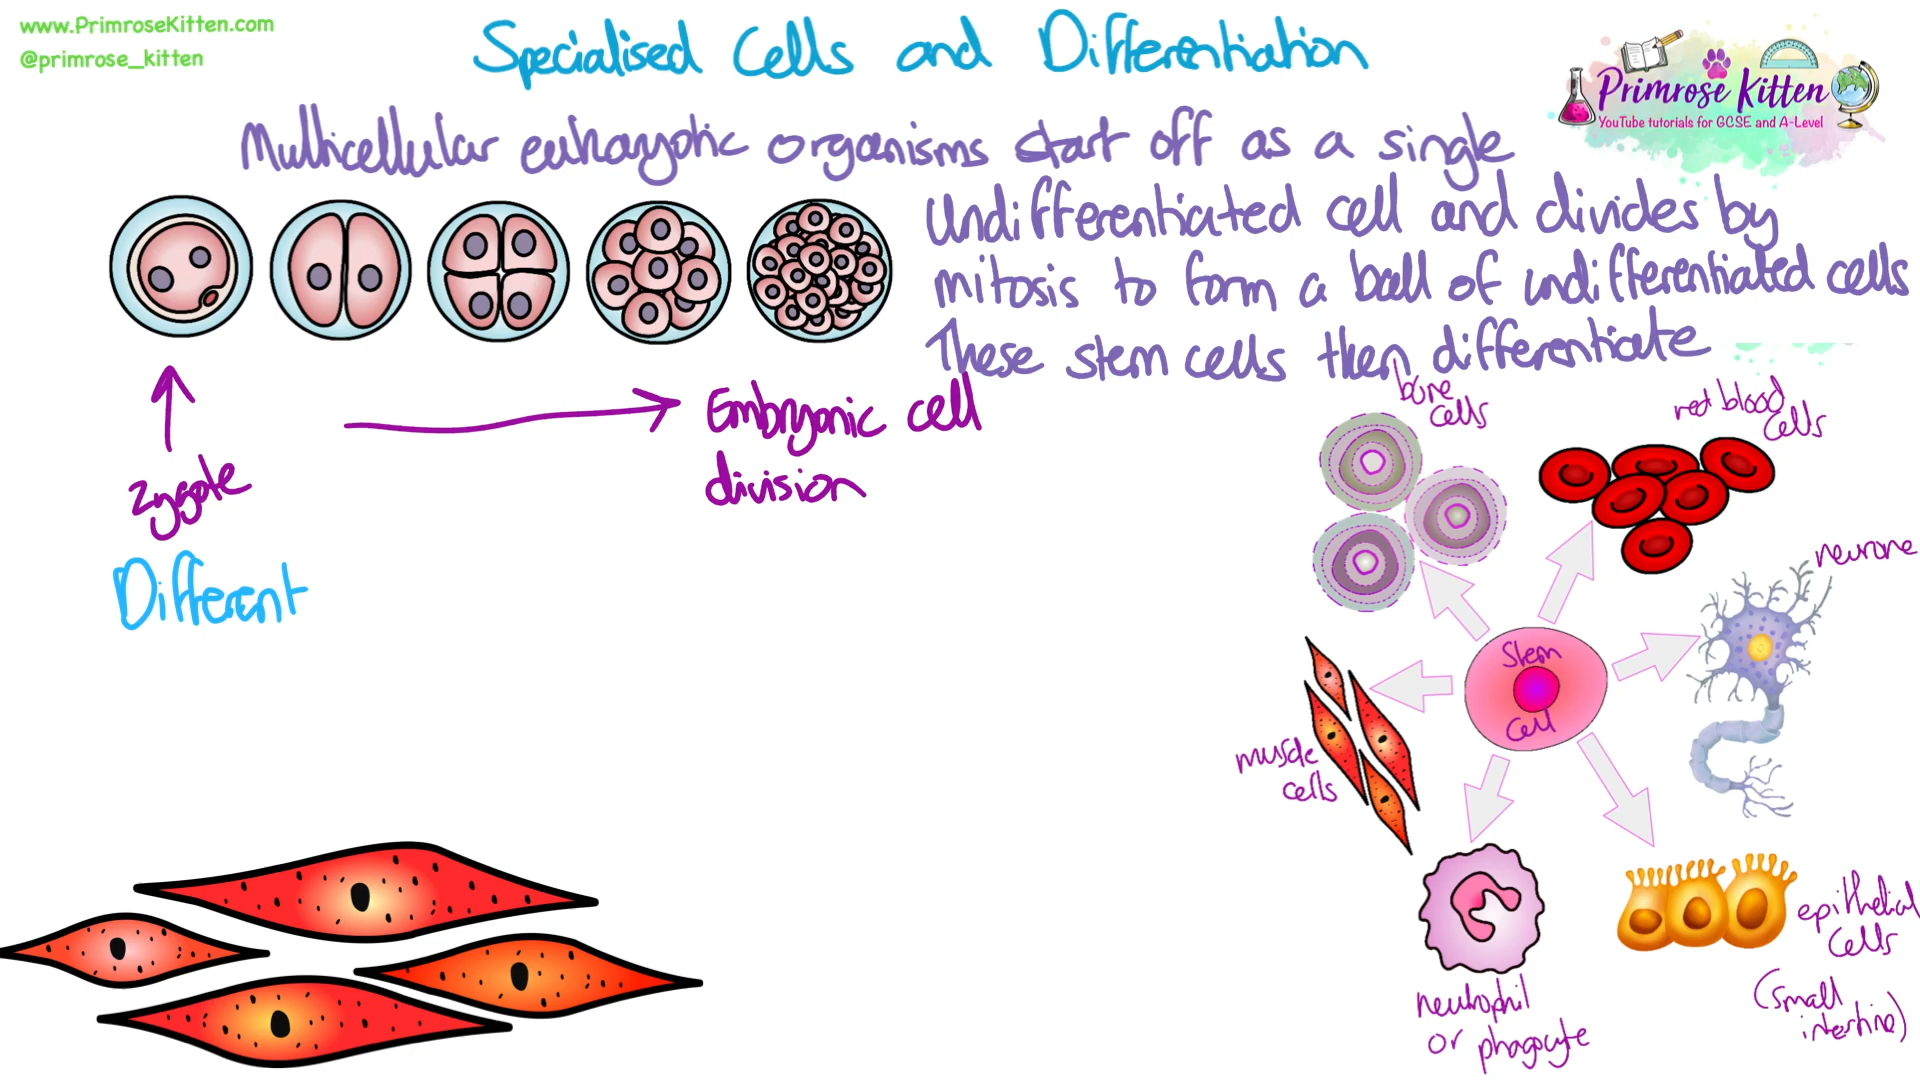 www.PrimroseKitten.com
@primrose_kitten
Specialised Cells and Differentiation
Primrose Kitten
YouTube tutorials for GCSE and A-Level
Multicellular eukaryotic organisms start off as a single
undifferentiated cell and divides by
mitosis to form a ball of undifferentiated cells
These stem cells then differentiate
Zygote
Embryonic cell
division
Different
bone
cells
red blood
cells
neurone
Stem
Cell
muscle
cells
neutrophil
or phagocyte
epithelial
cells
(small
intestine)